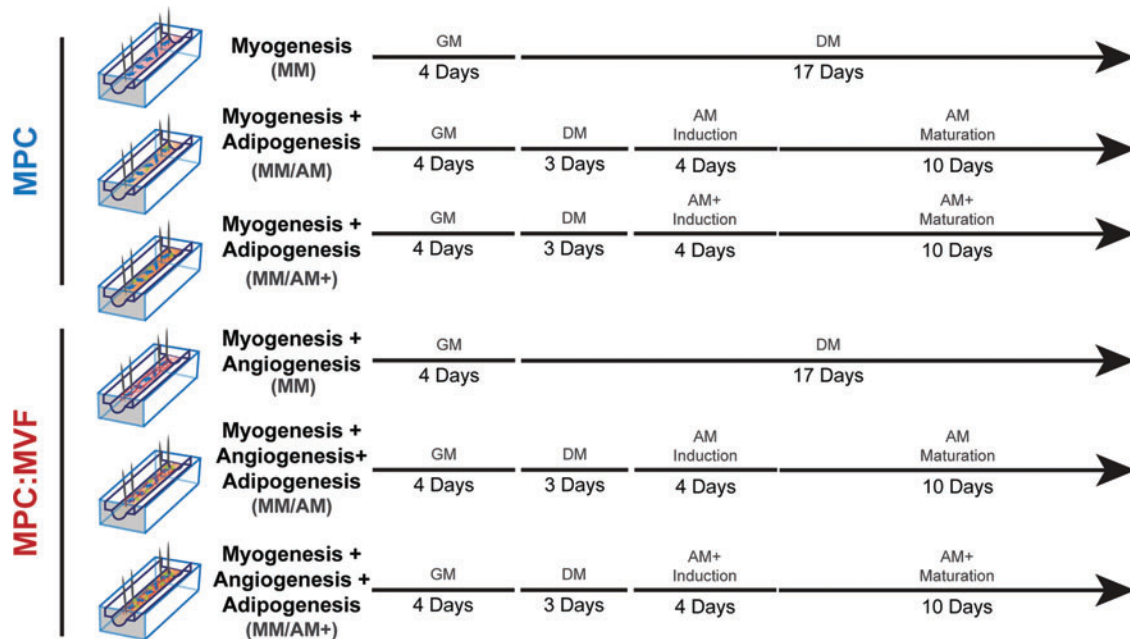 MPC
Myogenesis
(MM)
GM
4 Days
DM
17 Days
Myogenesis +
Adipogenesis
(MM/AM)
GM
4 Days
DM
3 Days
AM
Induction
4 Days
AM
Maturation
10 Days
Myogenesis +
Adipogenesis
(MM/AM+)
GM
4 Days
DM
3 Days
AM+
Induction
4 Days
AM+
Maturation
10 Days
MPC:MVF
Myogenesis +
Angiogenesis
(MM)
GM
4 Days
DM
17 Days
Myogenesis +
Angiogenesis+
Adipogenesis
(MM/AM)
GM
4 Days
DM
3 Days
AM
Induction
4 Days
AM
Maturation
10 Days
Myogenesis +
Angiogenesis +
Adipogenesis
(MM/AM+)
GM
4 Days
DM
3 Days
AM+
Induction
4 Days
AM+
Maturation
10 Days